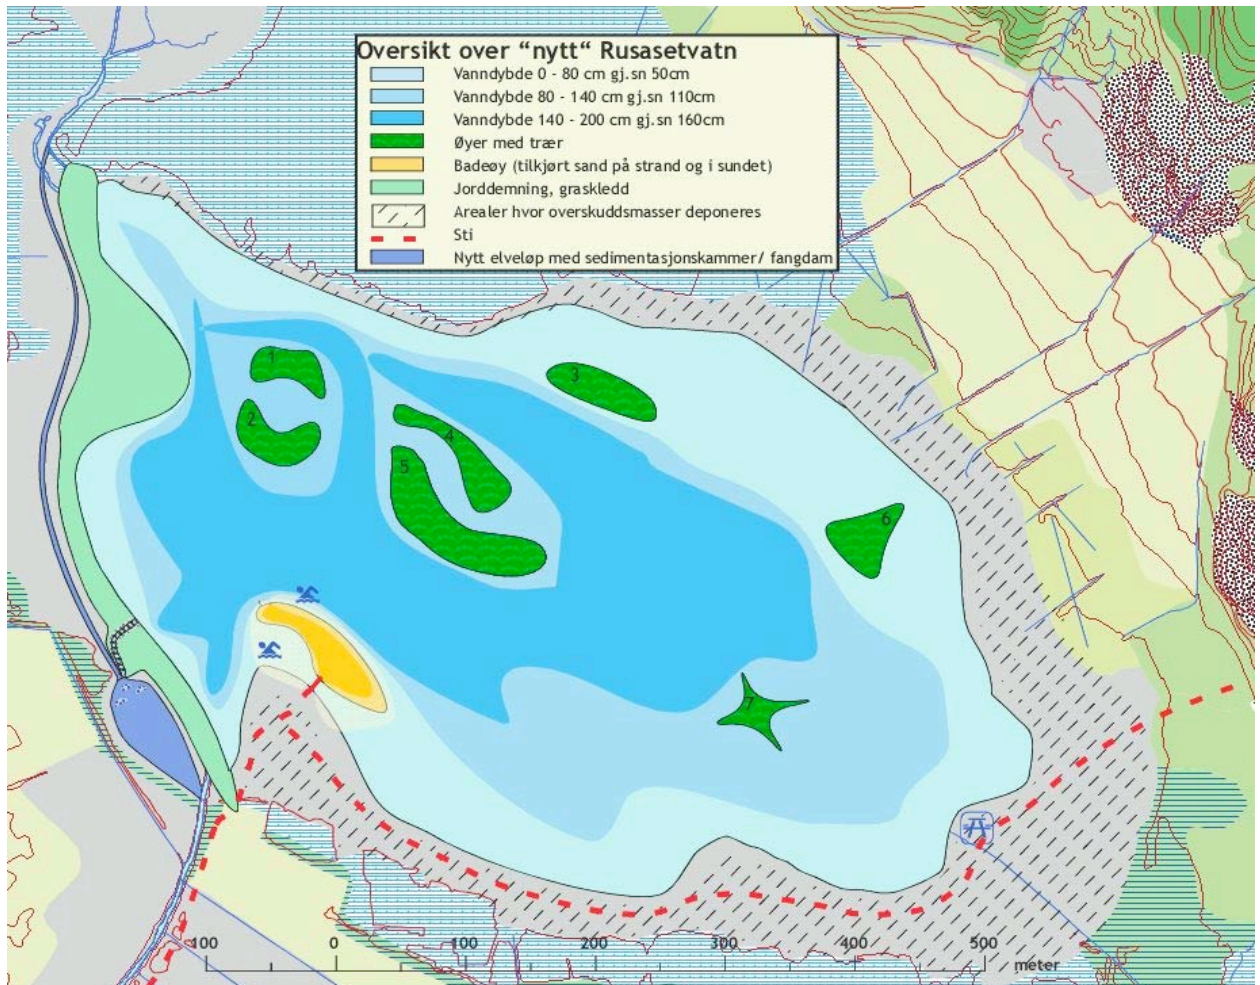 Oversikt over “nytt“ Rusasetvatn
Vanndybde 0 - 80 cm gj.sn 50cm
Vanndybde 80 - 140 cm gj.sn 110cm
Vanndybde 140 - 200 cm gj.sn 160cm
Øyer med trær
Badeøy (tilkjørt sand på strand og i sundet)
Jorddemning, graskledd
Arealer hvor overskuddsmasser deponeres
Sti
Nytt elveløp med sedimentasjonskammer/ fangdam
1
2
3
4
5
6
7
100 0 100 200 300 400 500
meter